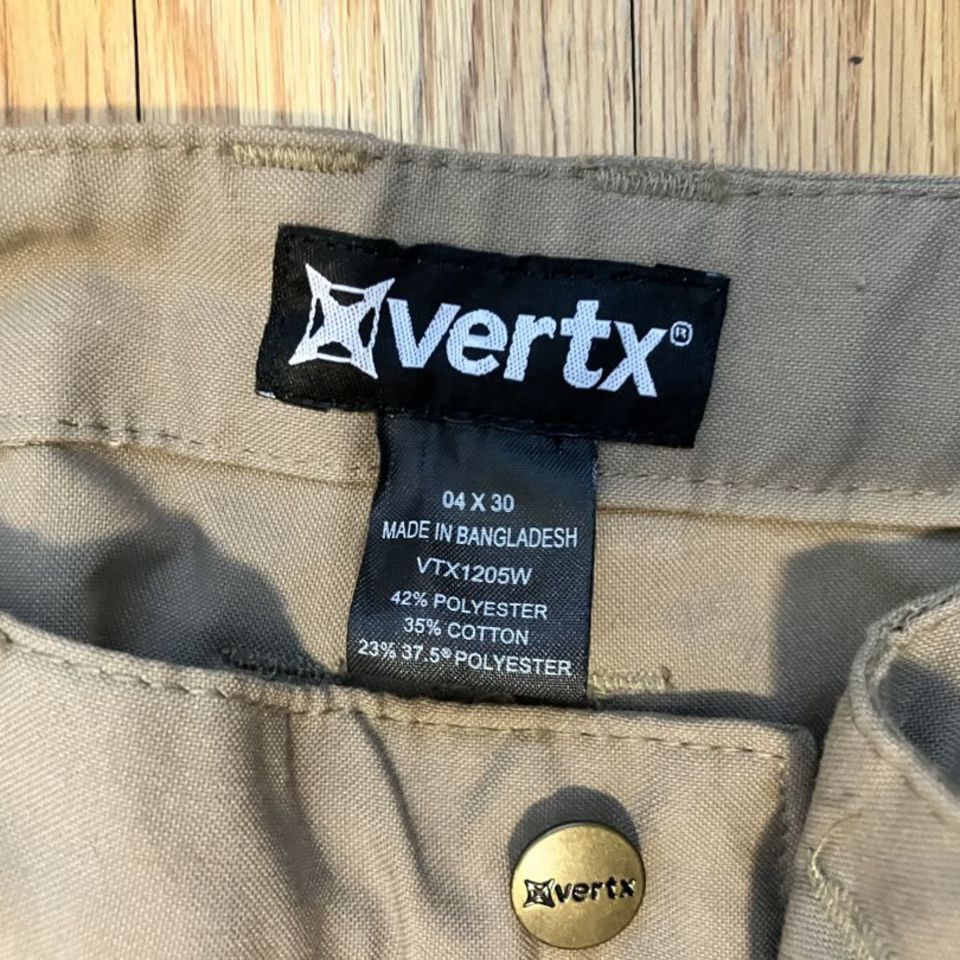 vertx®
04 X 30
MADE IN BANGLADESH
VTX1205W
42% POLYESTER
35% COTTON
23% 37.5® POLYESTER
vertx